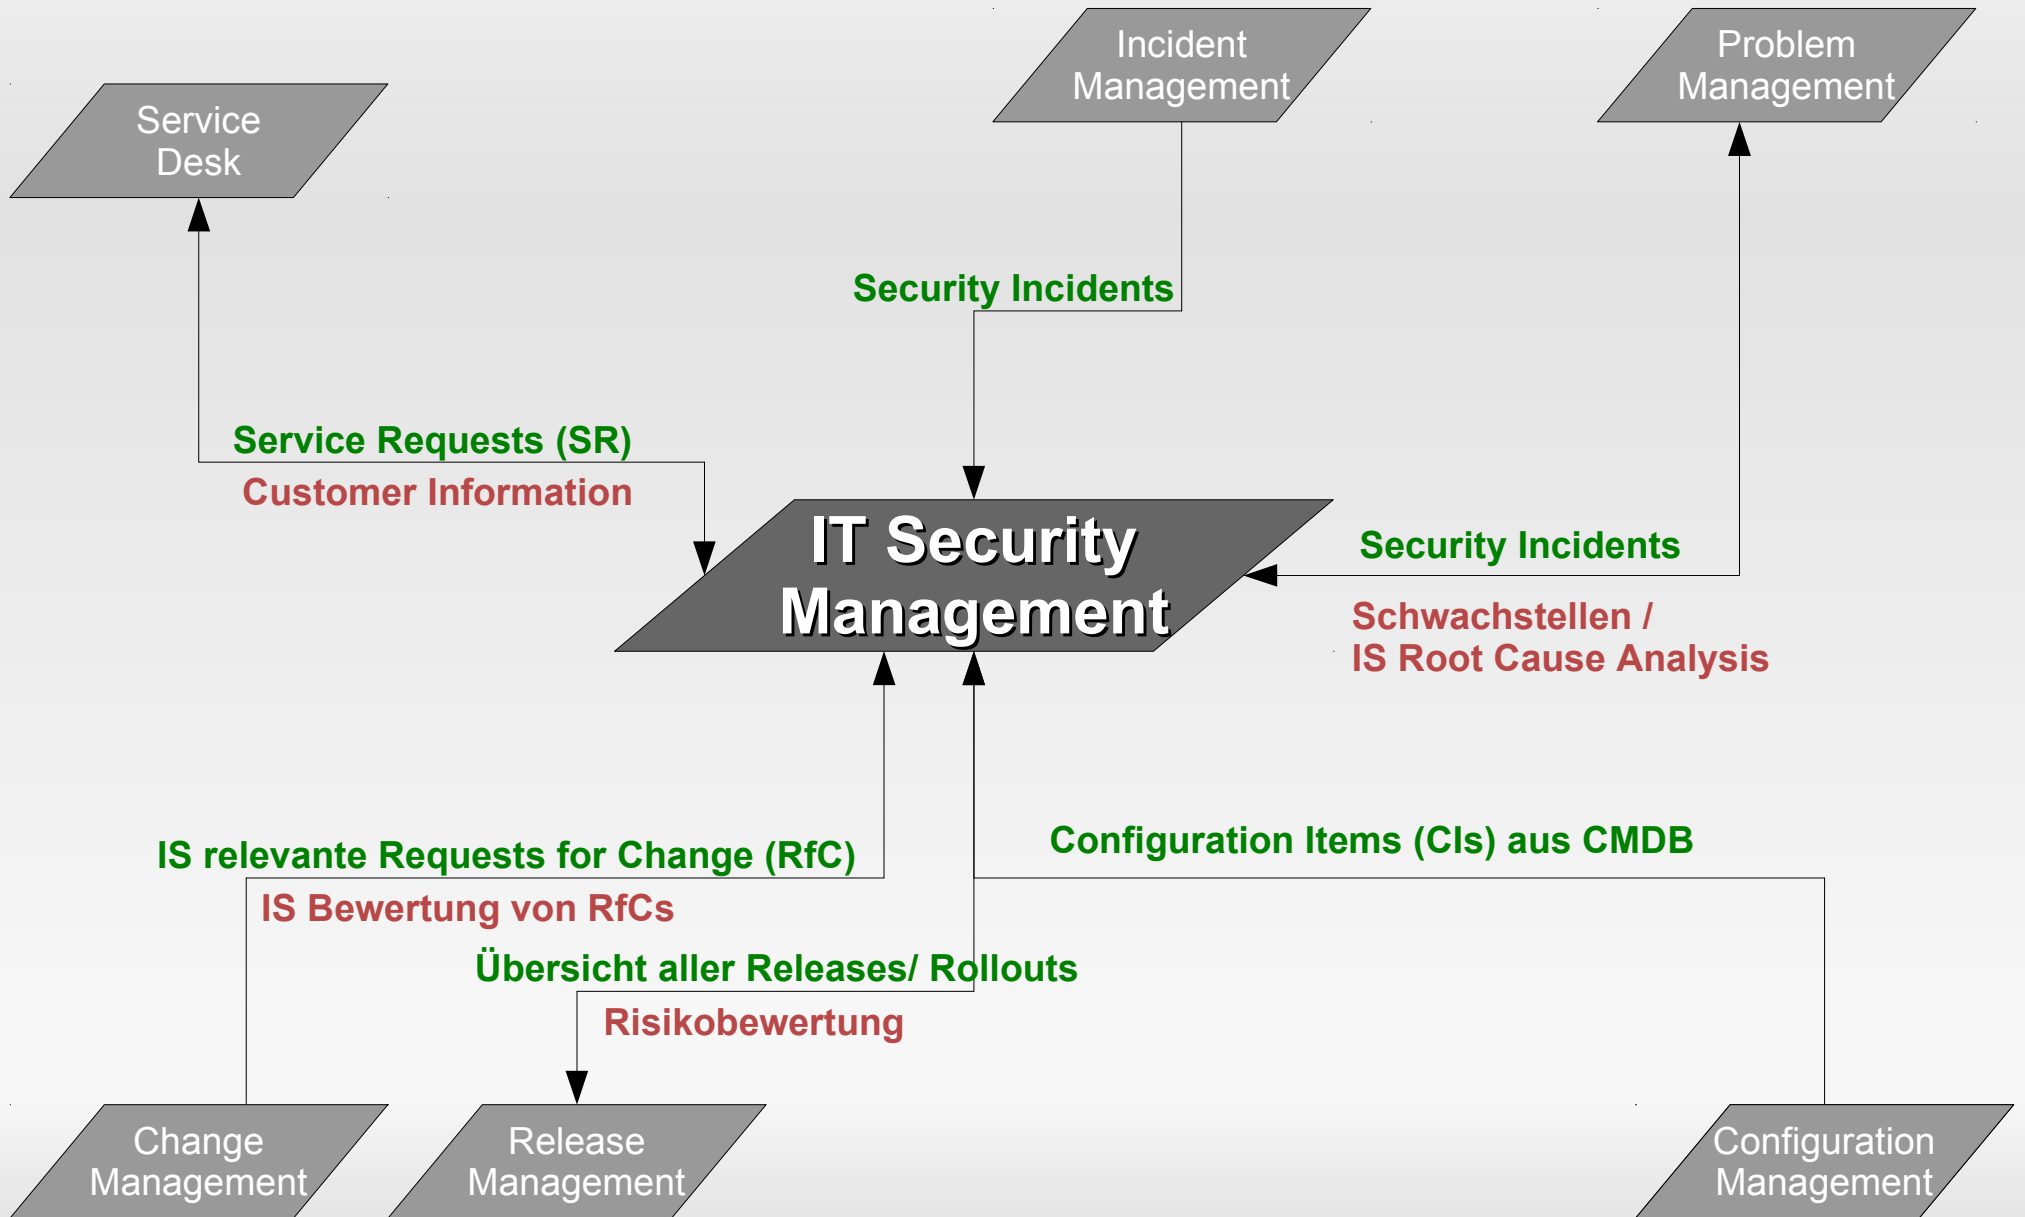 Incident
Management
Problem
Management
Service
Desk
Security Incidents
Service Requests (SR)
Customer Information
IT Security
Management
Security Incidents
Schwachstellen /
IS Root Cause Analysis
IS relevante Requests for Change (RfC)
IS Bewertung von RfCs
Configuration Items (CIs) aus CMDB
Übersicht aller Releases/ Rollouts
Risikobewertung
Change
Management
Release
Management
Configuration
Management